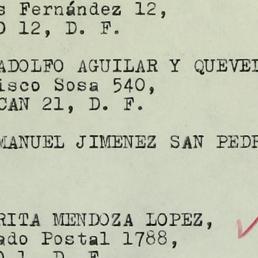 s Fernández 12,
O 12, D. F.
ADOLFO AGUILAR Y QUEVED
isco Sosa 540,
CAN 21, D. F.
MANUEL JIMENEZ SAN PEDR
RITA MENDOZA LOPEZ,
ado Postal 1788,
O 1, D. F.